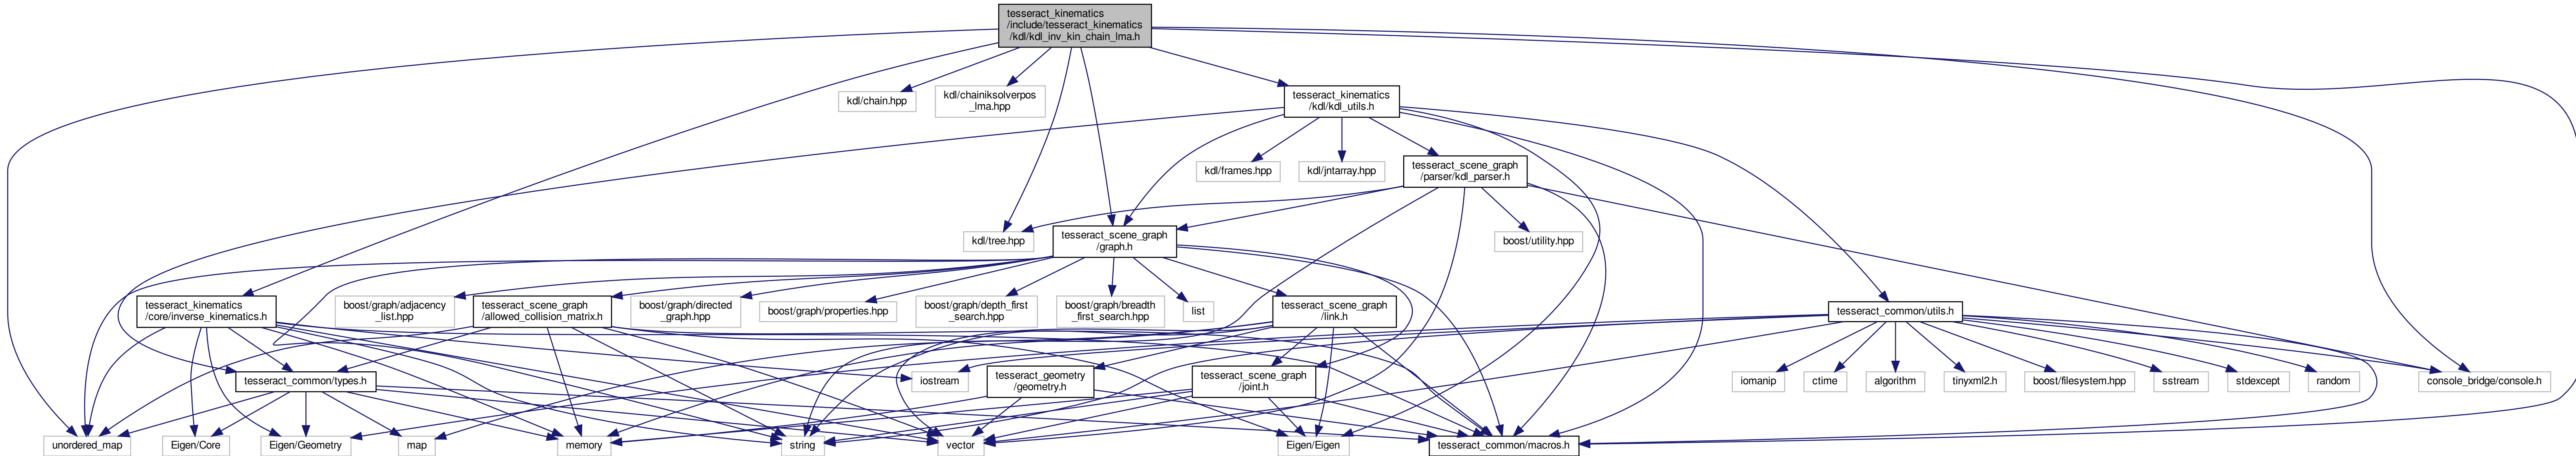 tesseract_kinematics
/include/tesseract_kinematics
/kdl/kdl_inv_kin_chain_lma.h
kdl/chain.hpp
kdl/chainiksolverpos
_lma.hpp
tesseract_kinematics
/kdl/kdl_utils.h
kdl/frames.hpp
kdl/jntarray.hpp
tesseract_scene_graph
/parser/kdl_parser.h
kdl/tree.hpp
tesseract_scene_graph
/graph.h
boost/utility.hpp
tesseract_kinematics
/core/inverse_kinematics.h
boost/graph/adjacency
_list.hpp
tesseract_scene_graph
/allowed_collision_matrix.h
boost/graph/directed
_graph.hpp
boost/graph/properties.hpp
boost/graph/depth_first
_search.hpp
boost/graph/breadth
_first_search.hpp
list
tesseract_scene_graph
/link.h
tesseract_common/utils.h
tesseract_common/types.h
iostream
tesseract_geometry
/geometry.h
tesseract_scene_graph
/joint.h
iomanip
ctime
algorithm
tinyxml2.h
boost/filesystem.hpp
sstream
stdexcept
random
console_bridge/console.h
unordered_map
Eigen/Core
Eigen/Geometry
map
memory
string
vector
Eigen/Eigen
tesseract_common/macros.h